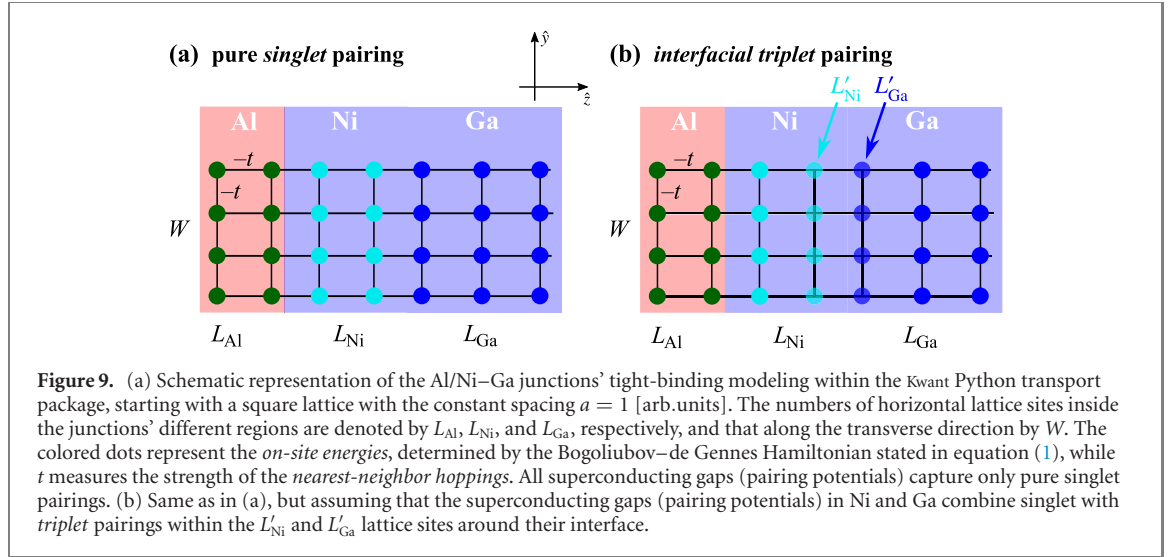 (a) pure singlet pairing
ŷ
ẑ
(b) interfacial triplet pairing
L′Ni L′Ga
Al Ni Ga
Al Ni Ga
−t
−t
−t
−t
W
W
LAl LNi LGa
LAl LNi LGa
Figure 9. (a) Schematic representation of the Al/Ni–Ga junctions' tight-binding modeling within the Kwant Python transport
package, starting with a square lattice with the constant spacing a = 1 [arb.units]. The numbers of horizontal lattice sites inside
the junctions' different regions are denoted by LAl, LNi, and LGa, respectively, and that along the transverse direction by W. The
colored dots represent the on-site energies, determined by the Bogoliubov–de Gennes Hamiltonian stated in equation (1), while
t measures the strength of the nearest-neighbor hoppings. All superconducting gaps (pairing potentials) capture only pure singlet
pairings. (b) Same as in (a), but assuming that the superconducting gaps (pairing potentials) in Ni and Ga combine singlet with
triplet pairings within the L′Ni and L′Ga lattice sites around their interface.